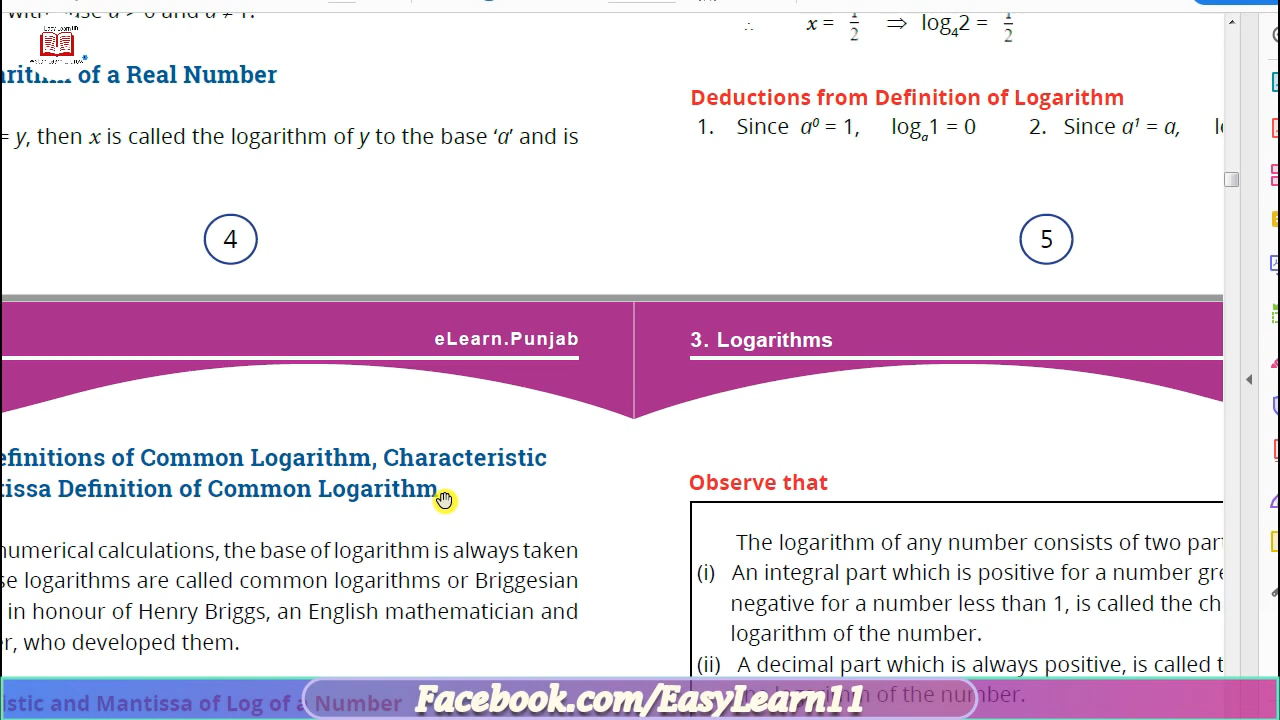 Easy Learn 11
x = 1/2 ⇒ log₄2 = 1/2
of a Real Number
= y, then x is called the logarithm of y to the base ‘a’ and is
4
Deductions from Definition of Logarithm
1. Since a⁰ = 1, logₐ1 = 0 2. Since a¹ = a,
5
eLearn.Punjab
3. Logarithms
efinitions of Common Logarithm, Characteristic
tissa Definition of Common Logarithm
numerical calculations, the base of logarithm is always taken
se logarithms are called common logarithms or Briggesian
in honour of Henry Briggs, an English mathematician and
er, who developed them.
istic and Mantissa of Log of a Number
Observe that
The logarithm of any number consists of two part
(i) An integral part which is positive for a number gre
negative for a number less than 1, is called the ch
logarithm of the number.
(ii) A decimal part which is always positive, is called t
of the number.
Facebook.com/EasyLearn11